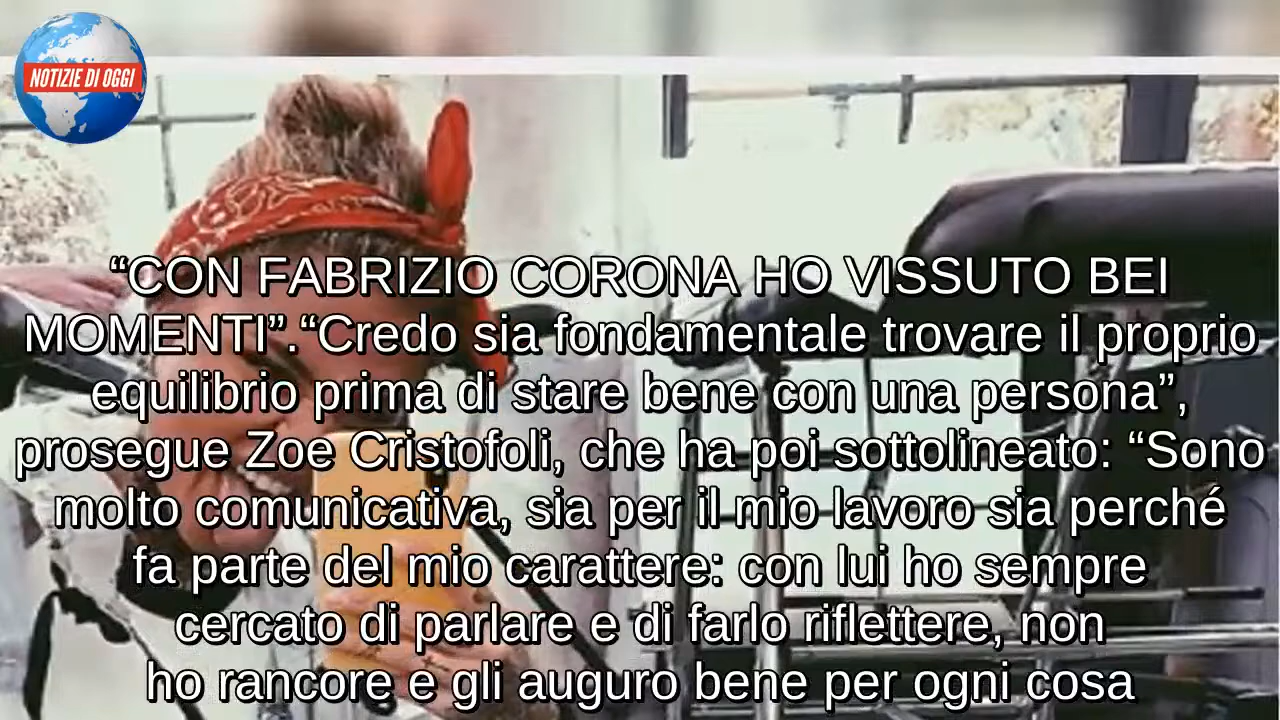 NOTIZIE DI OGGI
“CON FABRIZIO CORONA HO VISSUTO BEI
MOMENTI”.“Credo sia fondamentale trovare il proprio
equilibrio prima di stare bene con una persona”,
prosegue Zoe Cristofoli, che ha poi sottolineato: “Sono
molto comunicativa, sia per il mio lavoro sia perché
fa parte del mio carattere: con lui ho sempre
cercato di parlare e di farlo riflettere, non
ho rancore e gli auguro bene per ogni cosa